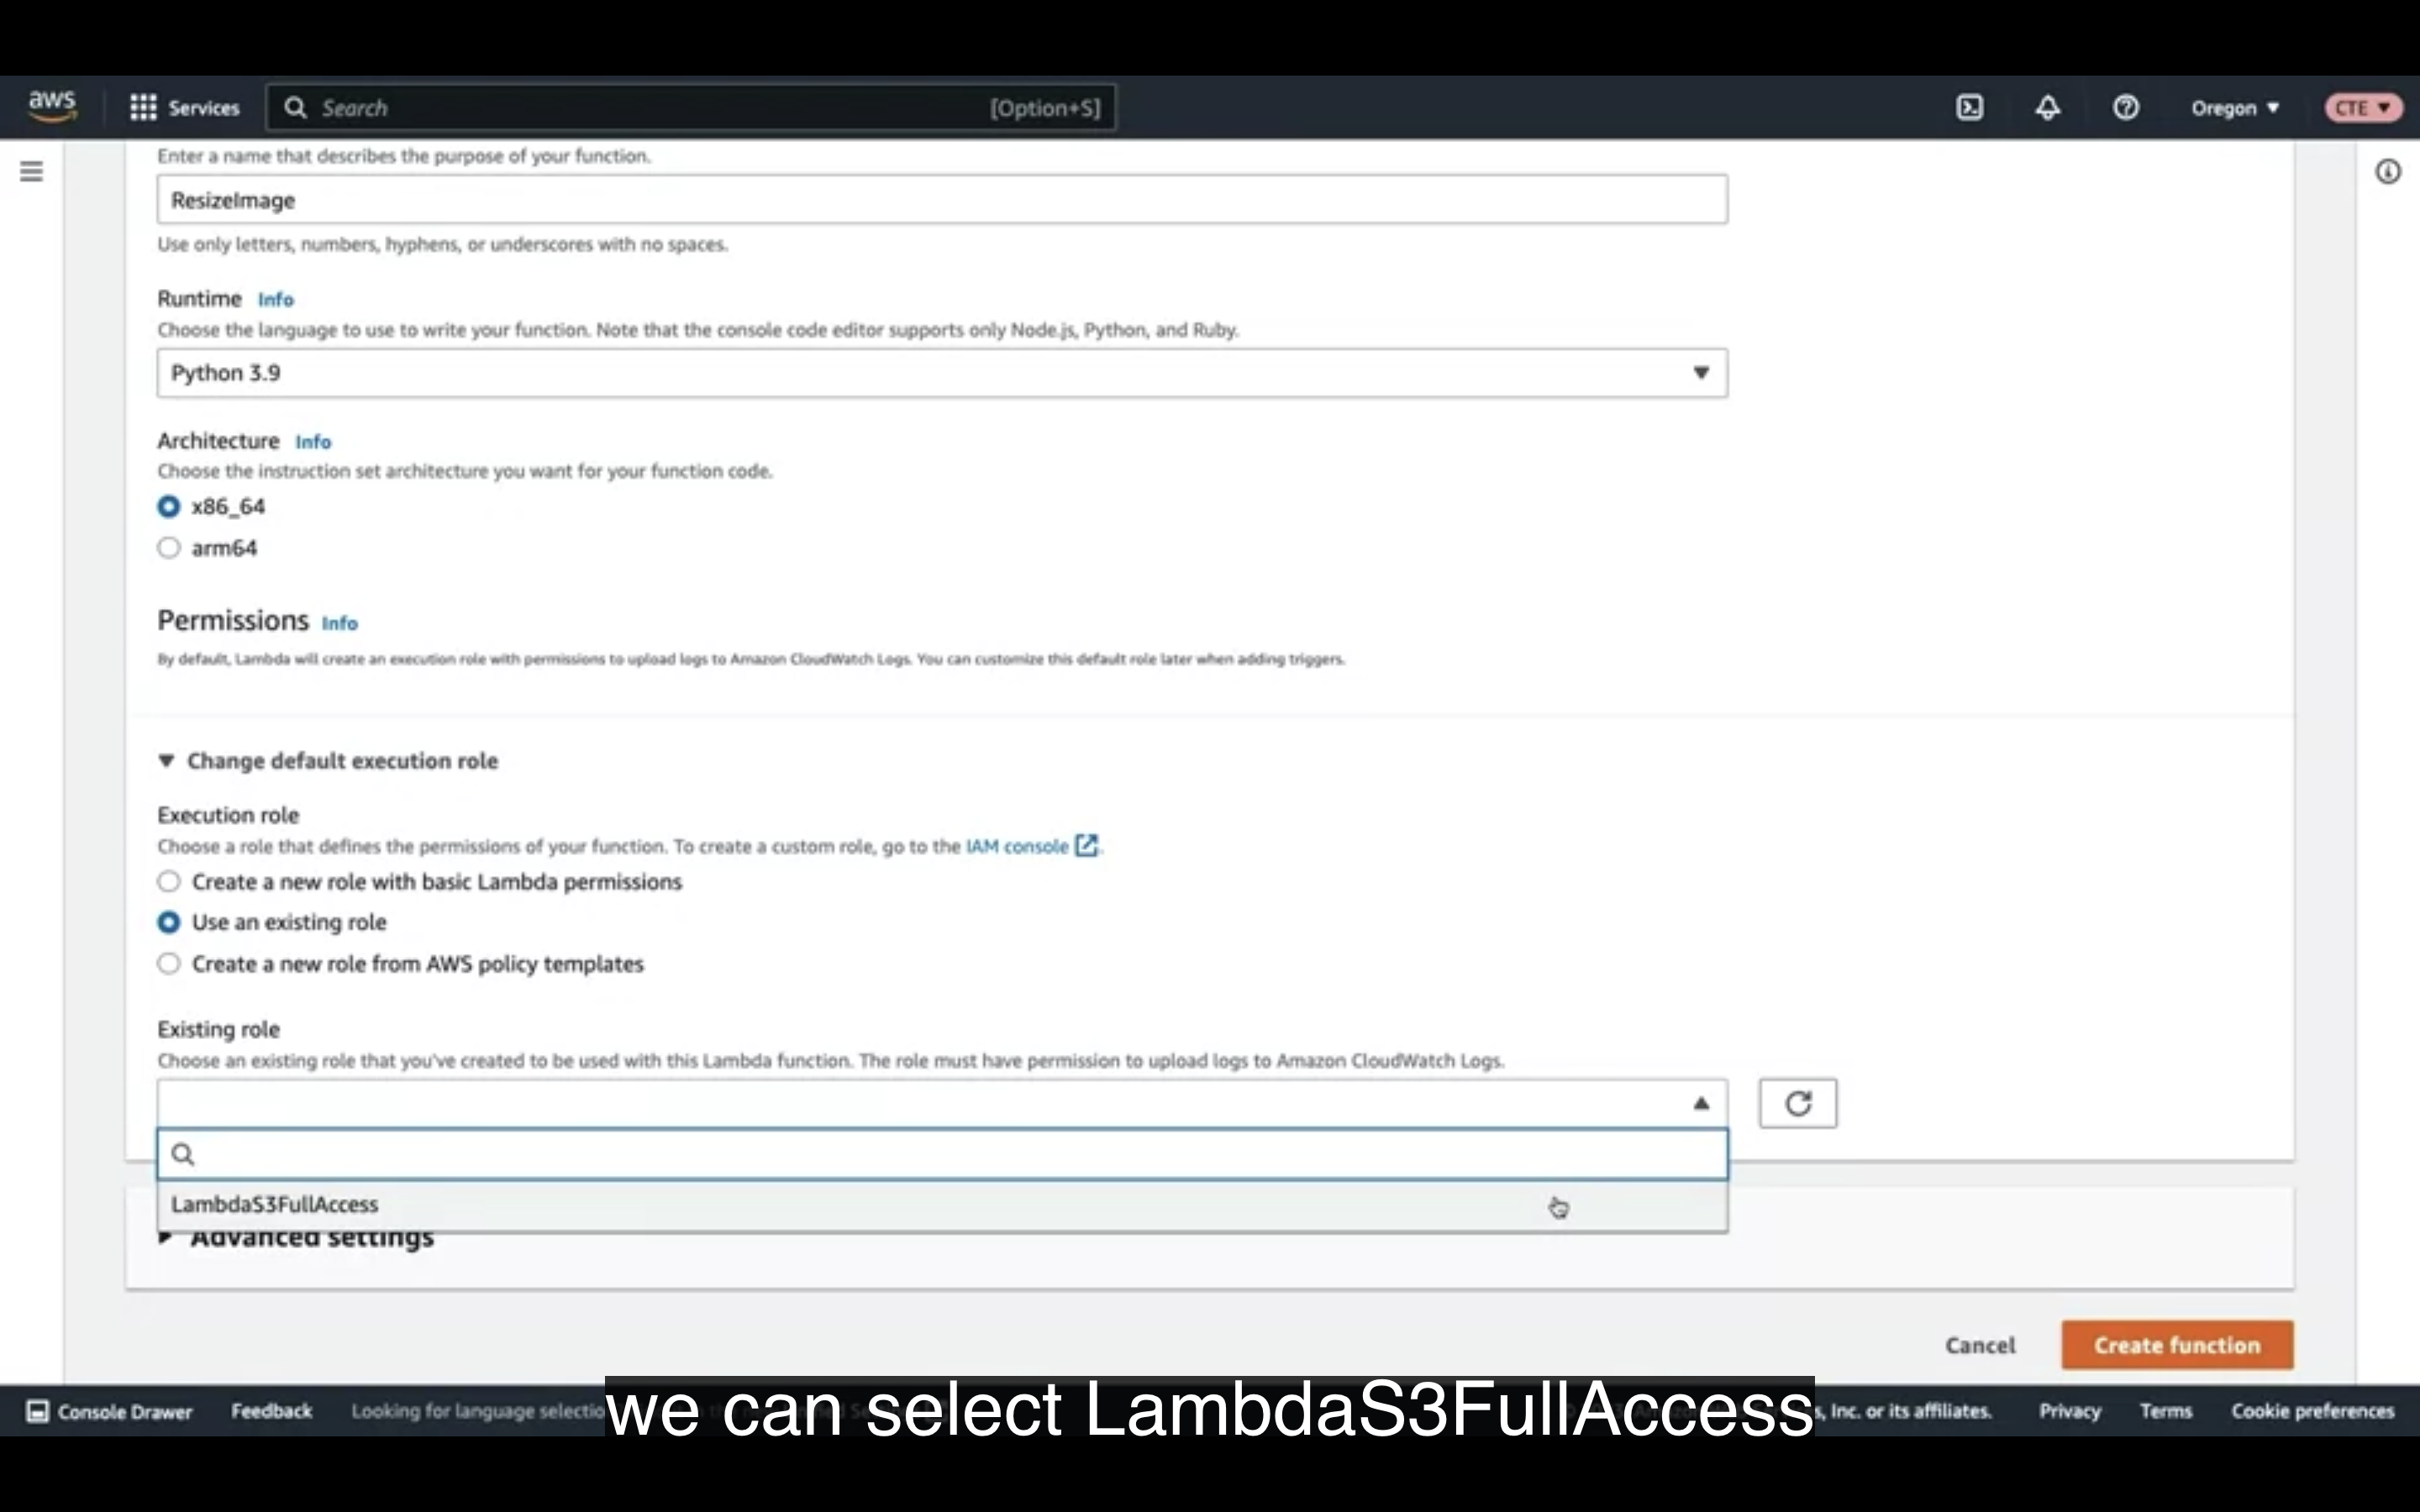 aws Services Search [Option+S] Oregon CTE
Enter a name that describes the purpose of your function.
ResizeImage
Use only letters, numbers, hyphens, or underscores with no spaces.
Runtime Info
Choose the language to use to write your function. Note that the console code editor supports only Node.js, Python, and Ruby.
Python 3.9
Architecture Info
Choose the instruction set architecture you want for your function code.
x86_64
arm64
Permissions Info
By default, Lambda will create an execution role with permissions to upload logs to Amazon CloudWatch Logs. You can customize this default role later when adding triggers.
Change default execution role
Execution role
Choose a role that defines the permissions of your function. To create a custom role, go to the IAM console.
Create a new role with basic Lambda permissions
Use an existing role
Create a new role from AWS policy templates
Existing role
Choose an existing role that you've created to be used with this Lambda function. The role must have permission to upload logs to Amazon CloudWatch Logs.
LambdaS3FullAccess
Advanced settings
Cancel Create function
we can select LambdaS3FullAccess
Console Drawer Feedback Looking for language , Inc. or its affiliates. Privacy Terms Cookie preferences